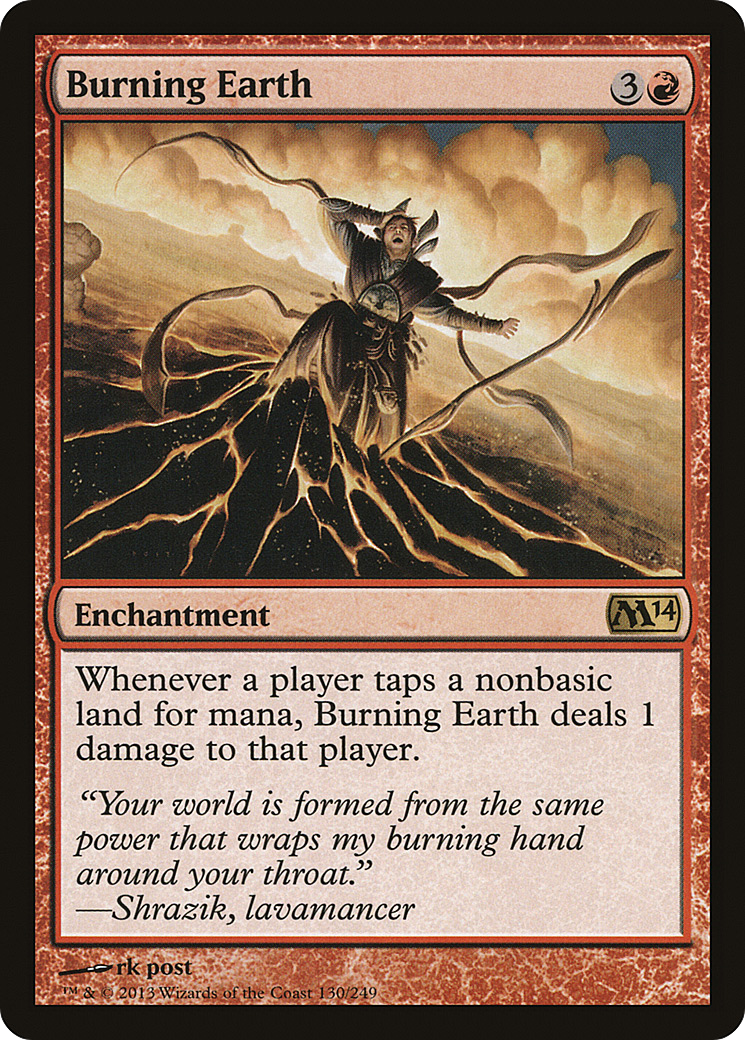 Burning Earth 3
Enchantment M14
Whenever a player taps a nonbasic
land for mana, Burning Earth deals 1
damage to that player.
“Your world is formed from the same
power that wraps my burning hand
around your throat.”
—Shrazik, lavamancer
rk post
™ & © 2013 Wizards of the Coast 130/249